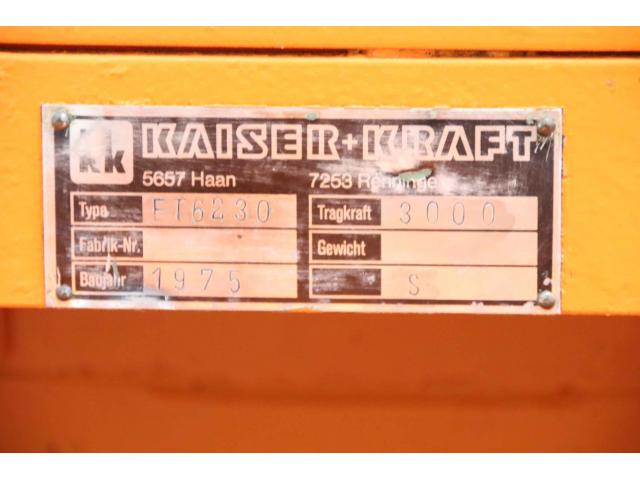 kk KAISER+KRAFT
5657 Haan 7253 Renningen
Type FT6230 Tragkraft 3000
Fabrik-Nr. Gewicht
Baujahr 1975 S